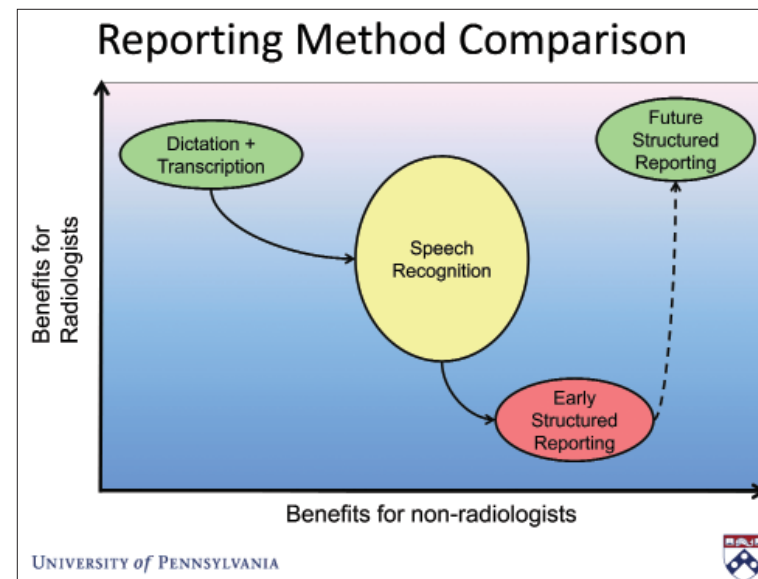 Reporting Method Comparison
Dictation +
Transcription
Future
Structured
Reporting
Speech
Recognition
Early
Structured
Reporting
Benefits for
Radiologists
Benefits for non-radiologists
UNIVERSITY of PENNSYLVANIA